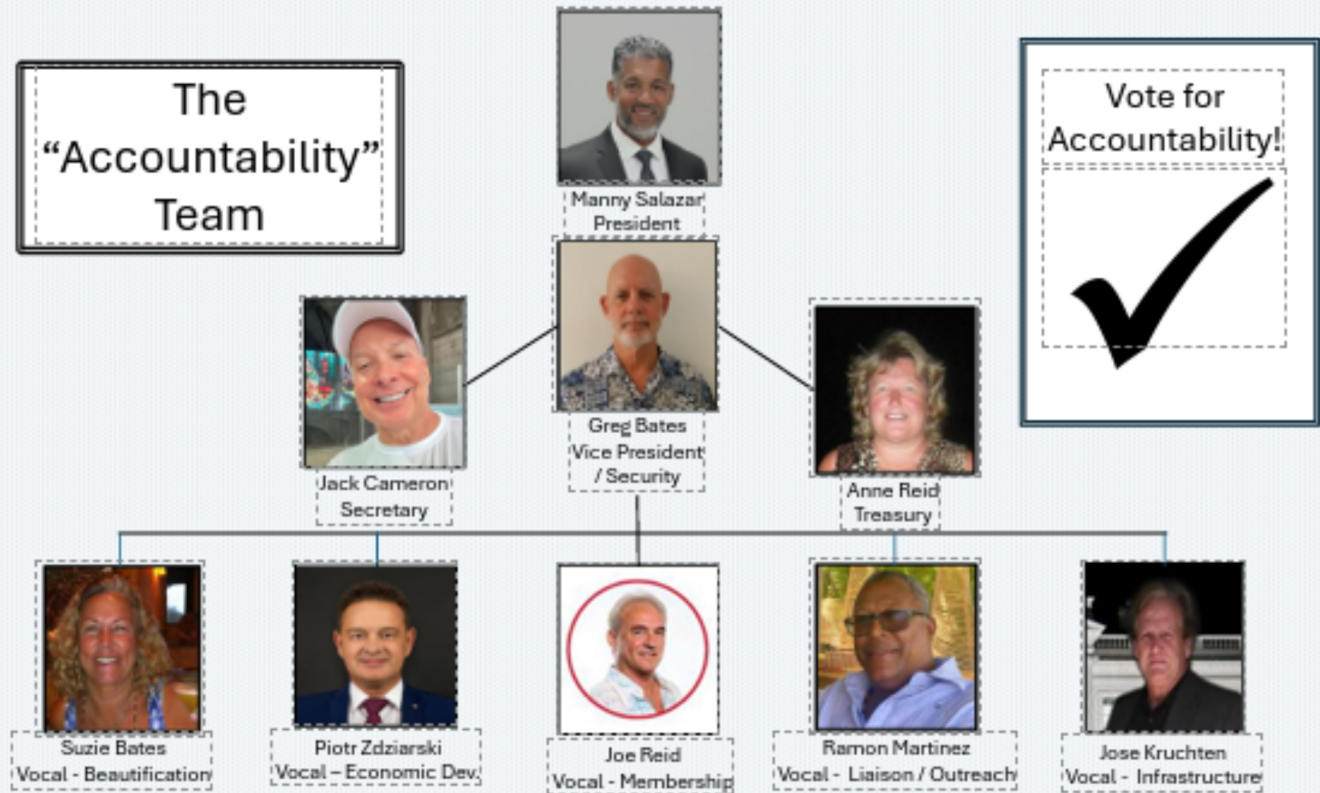 The
“Accountability”
Team
Vote for
Accountability!
Manny Salazar
President
Greg Bates
Vice President
/ Security
Jack Cameron
Secretary
Anne Reid
Treasury
Suzie Bates
Vocal - Beautification
Piotr Zdziarski
Vocal – Economic Dev.
Joe Reid
Vocal - Membership
Ramon Martinez
Vocal - Liaison / Outreach
Jose Kruchten
Vocal - Infrastructure